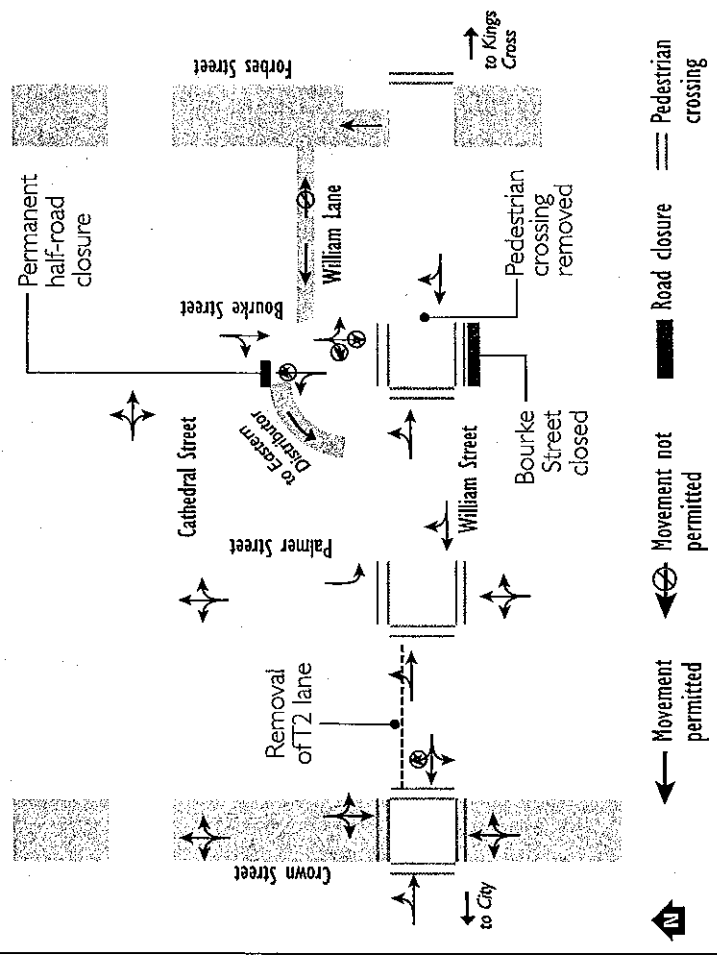 Permanent
half-road
closure
Forbes Street
Cathedral Street
Bourke Street
to Eastern
Distributor
William Lane
to Kings
Cross
Palmer Street
Removal
of T2 lane
Crown Street
William Street
Pedestrian
crossing
removed
Bourke
Street
closed
to City
N
Movement
permitted
Movement not
permitted
Road closure
Pedestrian
crossing